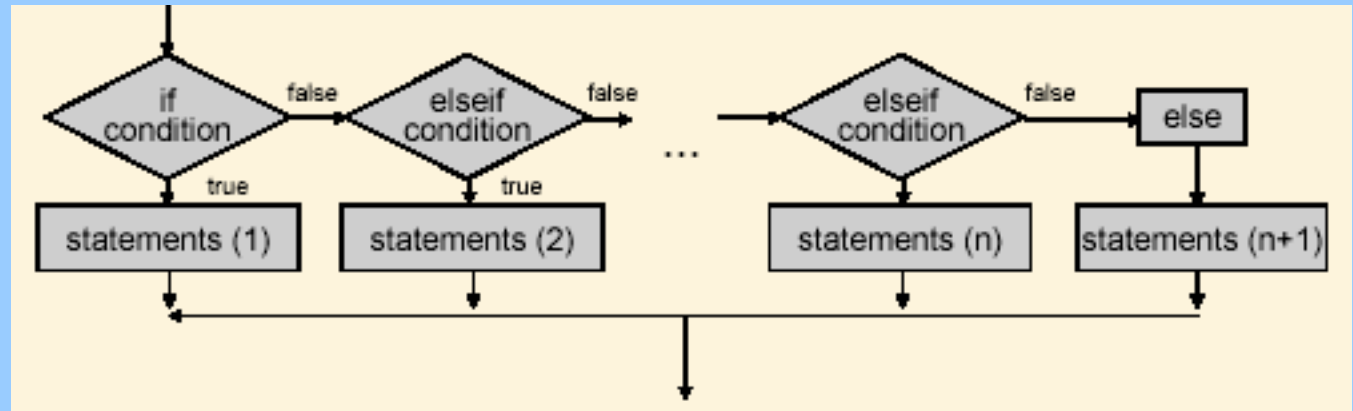 if
condition
false
elseif
condition
false
...
elseif
condition
false
else
true
true
statements (1)
statements (2)
statements (n)
statements (n+1)